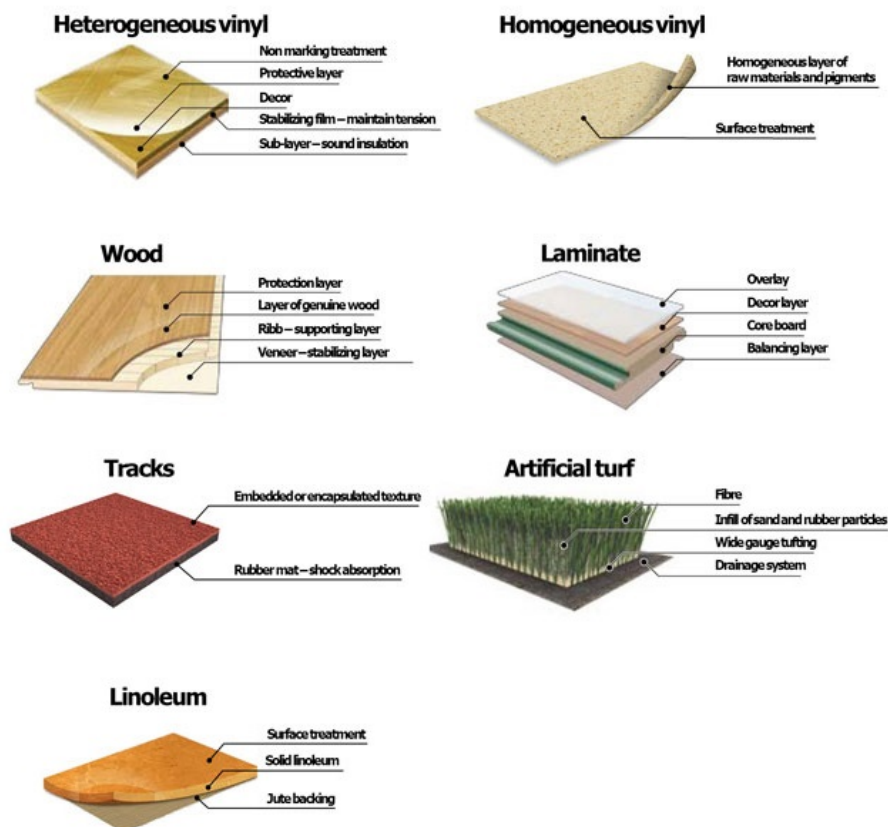 Heterogeneous vinyl
Non marking treatment
Protective layer
Decor
Stabilizing film – maintain tension
Sub-layer – sound insulation
Homogeneous vinyl
Homogeneous layer of
raw materials and pigments
Surface treatment
Wood
Protection layer
Layer of genuine wood
Ribb – supporting layer
Veneer – stabilizing layer
Laminate
Overlay
Decor layer
Core board
Balancing layer
Tracks
Embedded or encapsulated texture
Rubber mat – shock absorption
Artificial turf
Fibre
Infill of sand and rubber particles
Wide gauge tufting
Drainage system
Linoleum
Surface treatment
Solid linoleum
Jute backing